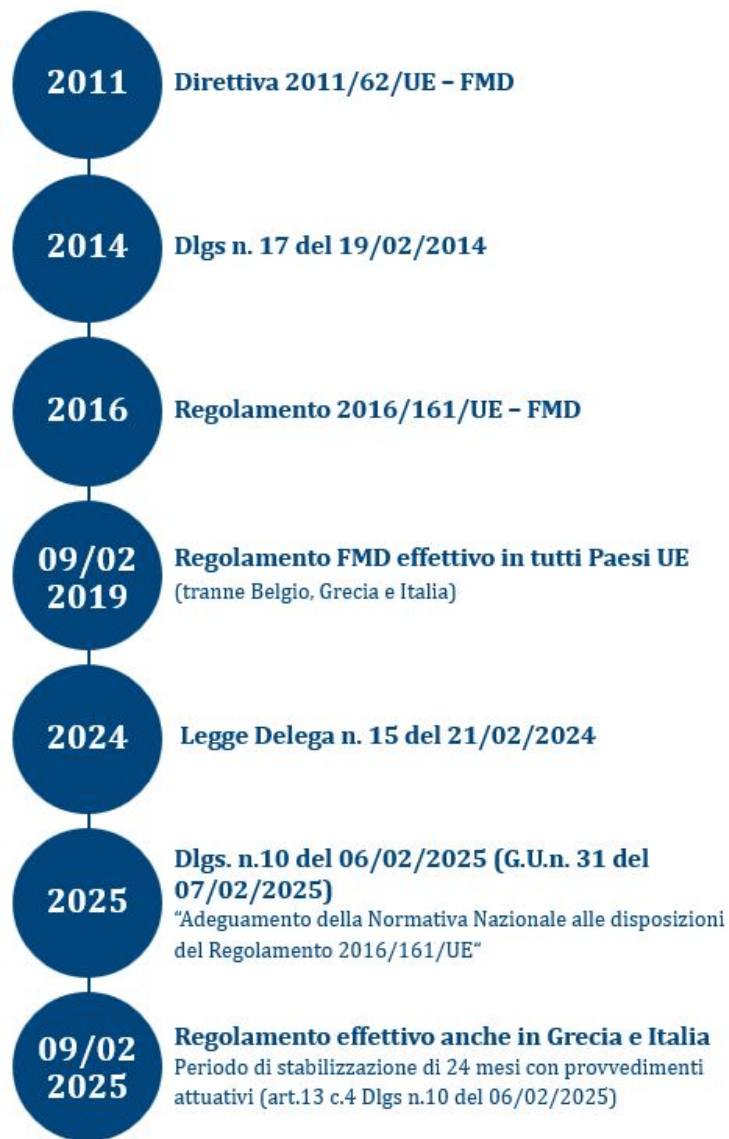 2011
Direttiva 2011/62/UE – FMD
2014
Dlgs n. 17 del 19/02/2014
2016
Regolamento 2016/161/UE – FMD
09/02
2019
Regolamento FMD effettivo in tutti Paesi UE
(tranne Belgio, Grecia e Italia)
2024
Legge Delega n. 15 del 21/02/2024
2025
Dlgs. n.10 del 06/02/2025 (G.U.n. 31 del
07/02/2025)
“Adeguamento della Normativa Nazionale alle disposizioni
del Regolamento 2016/161/UE“
09/02
2025
Regolamento effettivo anche in Grecia e Italia
Periodo di stabilizzazione di 24 mesi con provvedimenti
attuativi (art.13 c.4 Dlgs n.10 del 06/02/2025)